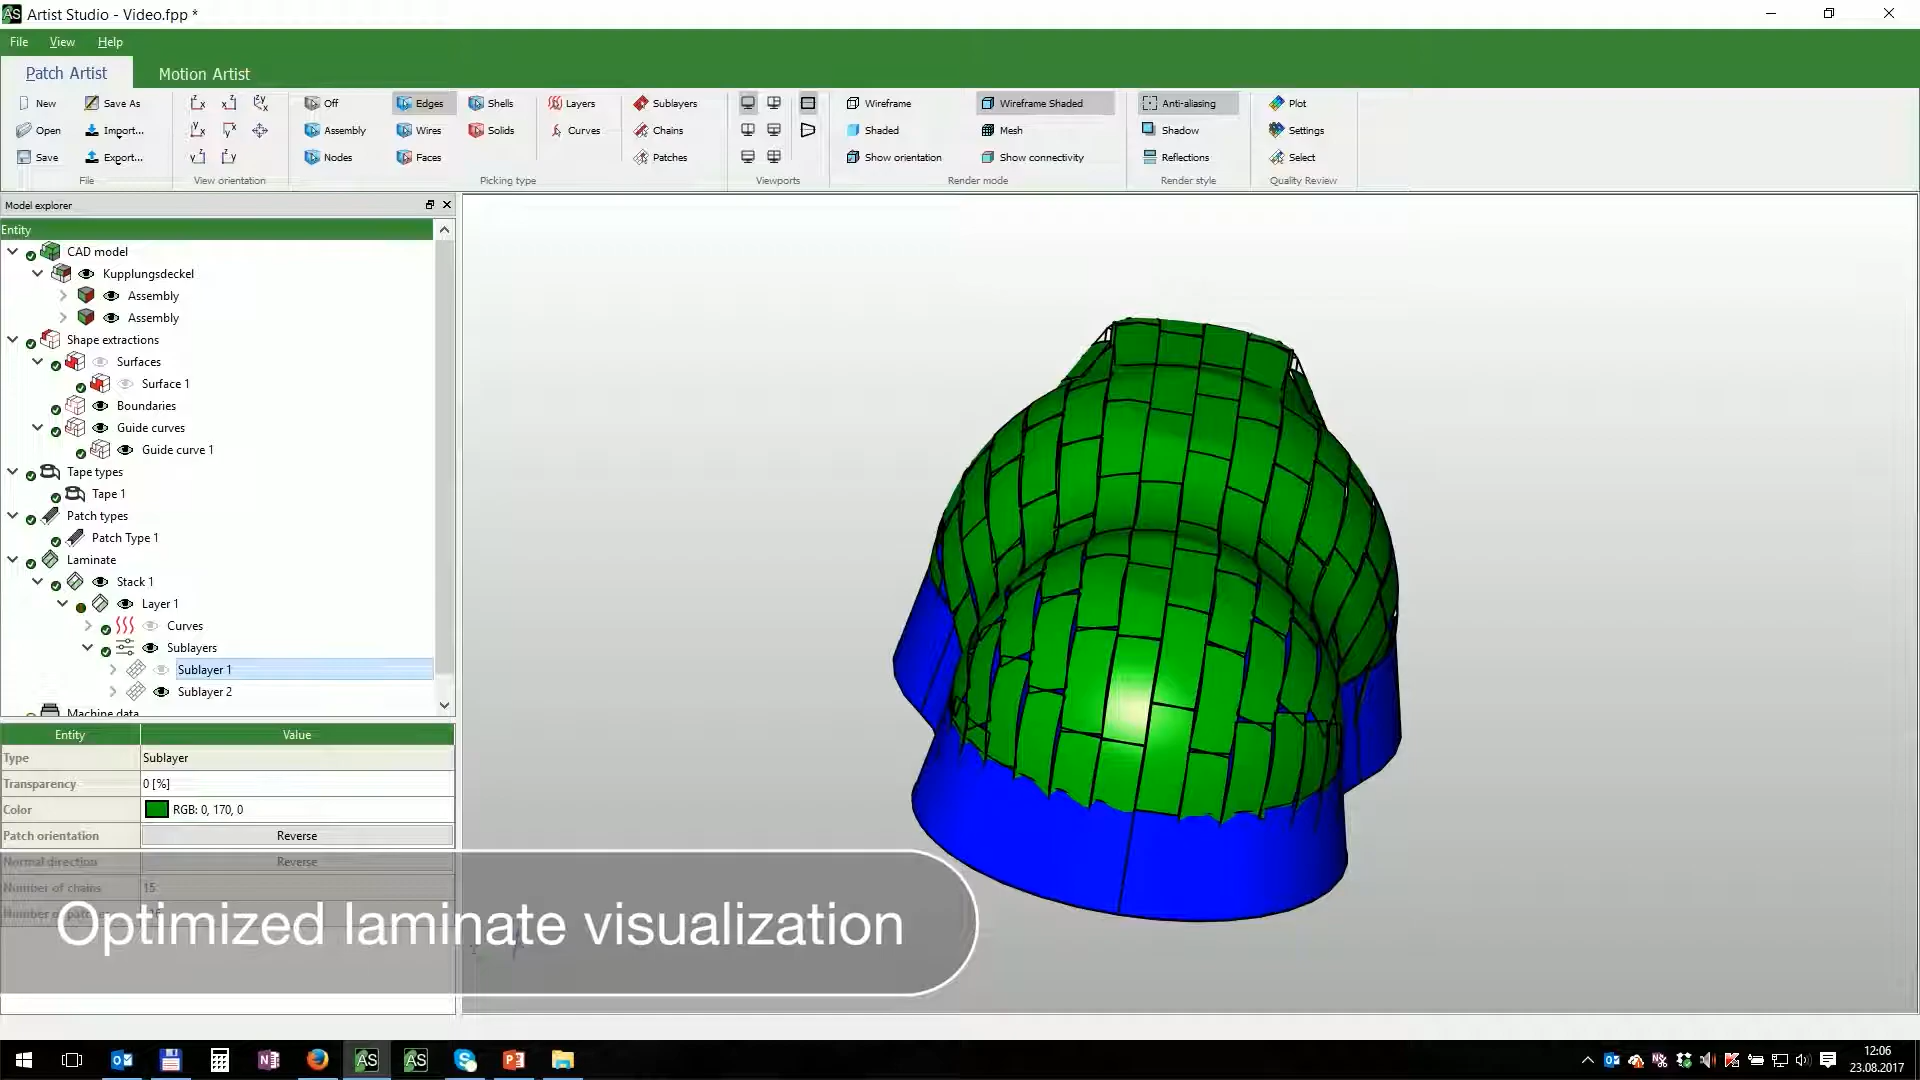 Artist Studio - Video.fpp *
File View Help
Patch Artist Motion Artist
New Save As Off Edges Shells Layers Sublayers Wireframe Wireframe Shaded Anti-aliasing Plot
Open Import... Assembly Wires Solids Curves Chains Shaded Mesh Shadow Settings
Save Export... Nodes Faces Patches Show orientation Show connectivity Reflections Select
File View orientation Picking type Viewports Render mode Render style Quality Review
Model explorer
Entity
CAD model
Kupplungsdeckel
Assembly
Assembly
Shape extractions
Surfaces
Surface 1
Boundaries
Guide curves
Guide curve 1
Tape types
Tape 1
Patch types
Patch Type 1
Laminate
Stack 1
Layer 1
Curves
Sublayers
Sublayer 1
Sublayer 2
Machine data
Entity Value
Type Sublayer
Transparency 0 [%]
Color RGB: 0, 170, 0
Patch orientation Reverse
Normal direction Reverse
Number of chains 15
Optimized laminate visualization
12:06
23.08.2017